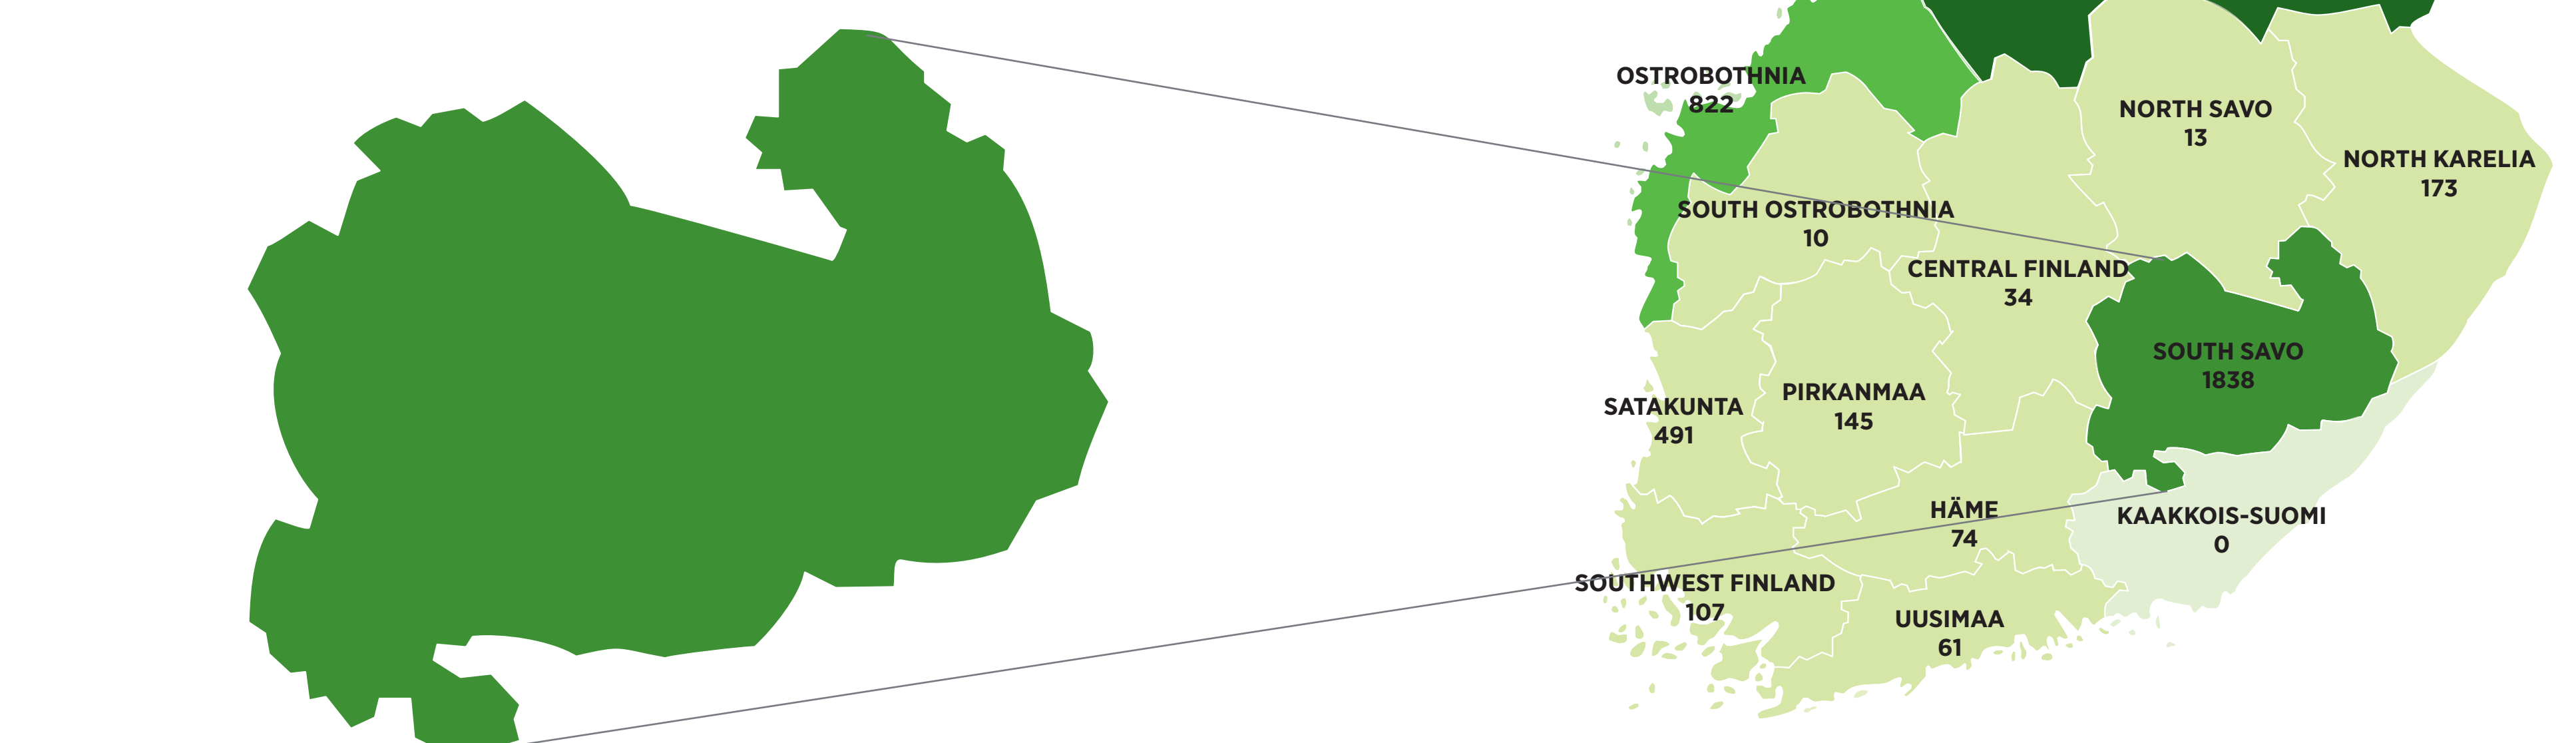 OSTROBOTHNIA
822
NORTH SAVO
13
NORTH KARELIA
173
SOUTH OSTROBOTHNIA
10
CENTRAL FINLAND
34
SOUTH SAVO
1838
PIRKANMAA
145
SATAKUNTA
491
HÄME
74
KAAKKOIS-SUOMI
0
SOUTHWEST FINLAND
107
UUSIMAA
61